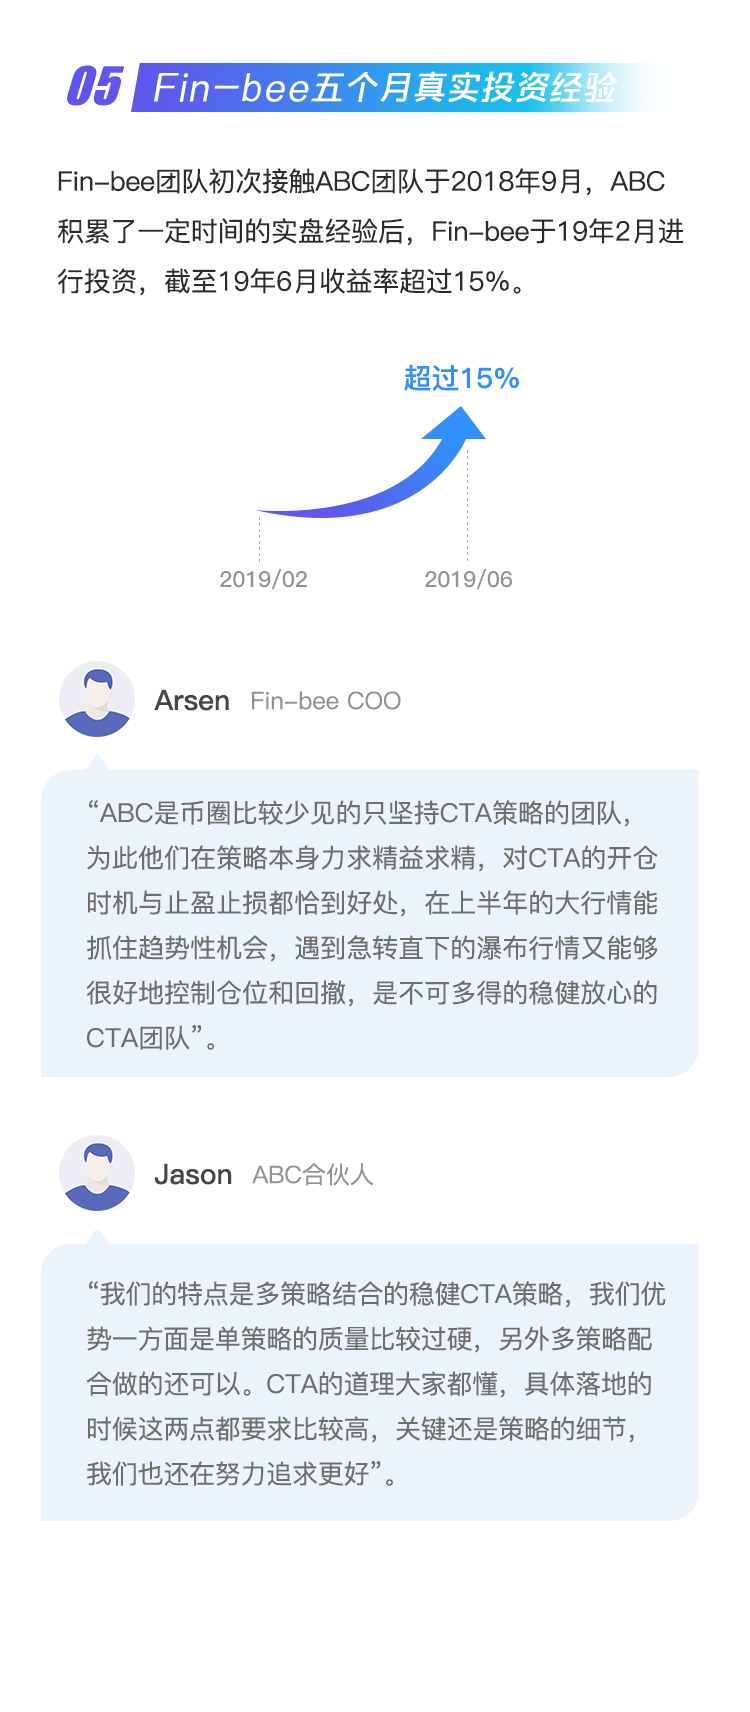 05 Fin-bee五个月真实投资经验
Fin-bee团队初次接触ABC团队于2018年9月，ABC
积累了一定时间的实盘经验后，Fin-bee于19年2月进
行投资，截至19年6月收益率超过15%。
超过15%
2019/02 2019/06
Arsen Fin-bee COO
“ABC是币圈比较少见的只坚持CTA策略的团队，
为此他们在策略本身力求精益求精，对CTA的开仓
时机与止盈止损都恰到好处，在上半年的大行情能
抓住趋势性机会，遇到急转直下的瀑布行情又能够
很好地控制仓位和回撤，是不可多得的稳健放心的
CTA团队”。
Jason ABC合伙人
“我们的特点是多策略结合的稳健CTA策略，我们优
势一方面是单策略的质量比较过硬，另外多策略配
合做的还可以。CTA的道理大家都懂，具体落地的
时候这两点都要求比较高，关键还是策略的细节，
我们也还在努力追求更好”。